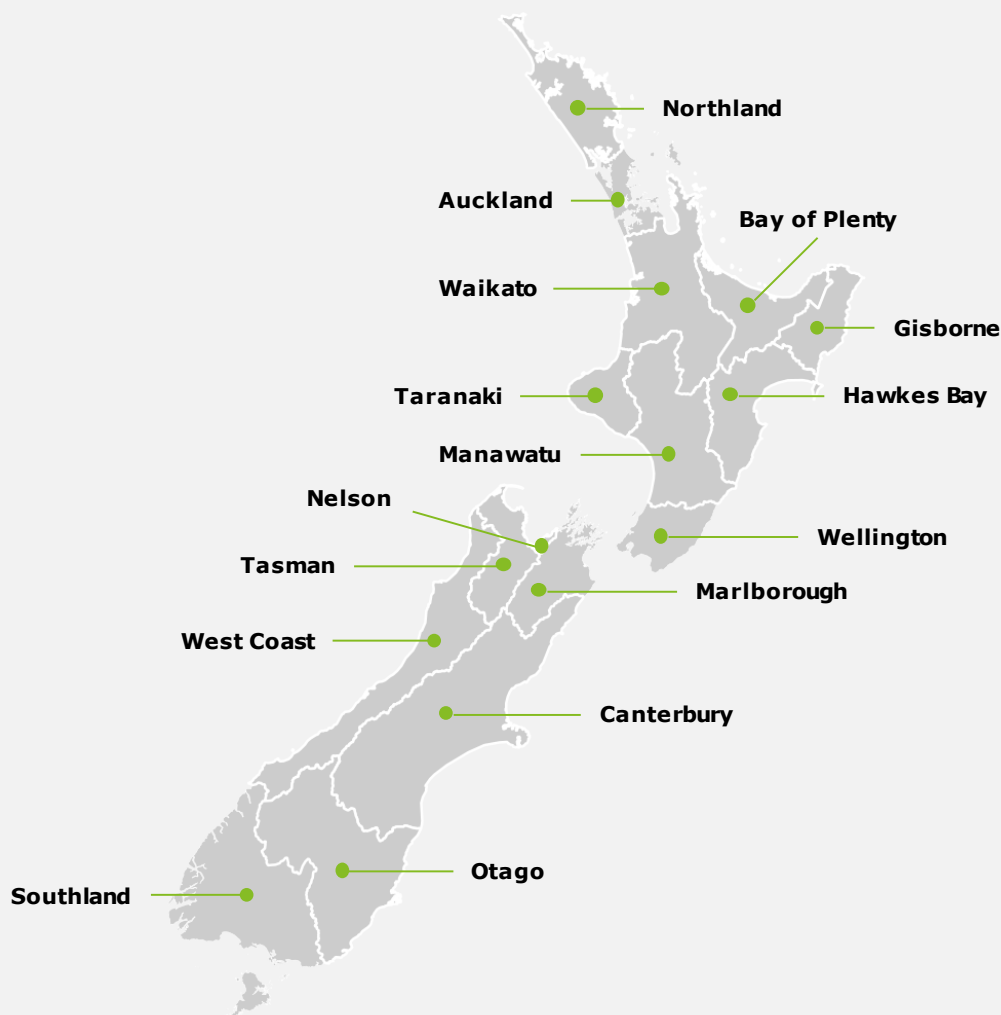 Northland
Auckland
Bay of Plenty
Waikato
Gisborne
Taranaki
Hawkes Bay
Manawatu
Nelson
Wellington
Tasman
Marlborough
West Coast
Canterbury
Otago
Southland